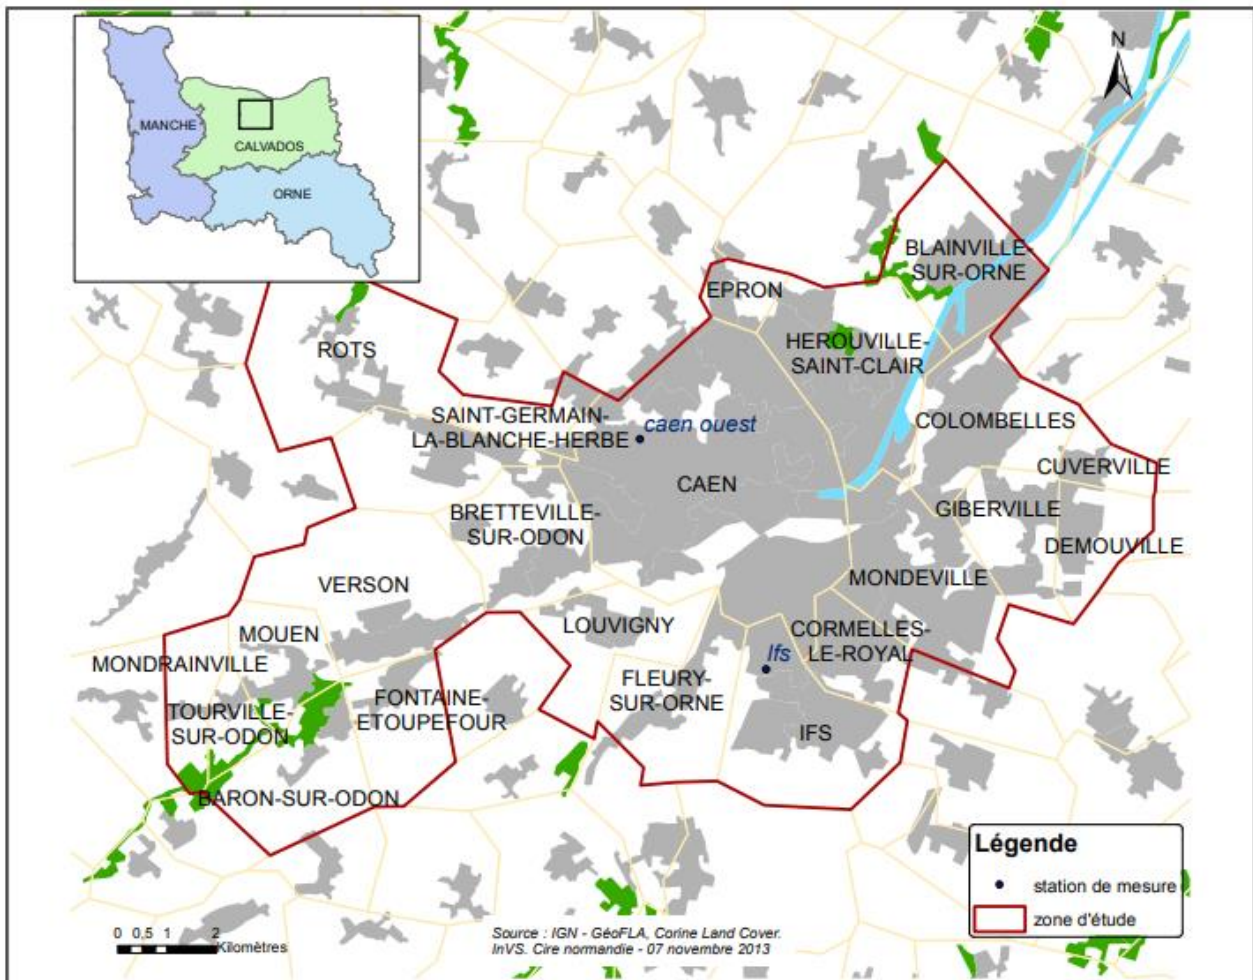 N
MANCHE
CALVADOS
ORNE
BLAINVILLE-
SUR-ORNE
EPRON
ROTS
HEROUVILLE-
SAINT-CLAIR
SAINT-GERMAIN-
LA-BLANCHE-HERBE
caen ouest
COLOMBELLES
CUVERVILLE
CAEN
BRETTEVILLE-
SUR-ODON
GIBERVILLE
DEMOUVILLE
VERSON
MONDEVILLE
MOUEN
LOUVIGNY
CORMELLES-
LE-ROYAL
Ifs
MONDRAINVILLE
FLEURY-
SUR-ORNE
FONTAINE-
ETOUPEFOUR
TOURVILLE-
SUR-ODON
IFS
BARON-SUR-ODON
Légende
station de mesure
zone d'étude
0 0,5 1 2
Kilomètres
Source : IGN - GéoFLA, Corine Land Cover.
InVS. Cire normandie - 07 novembre 2013